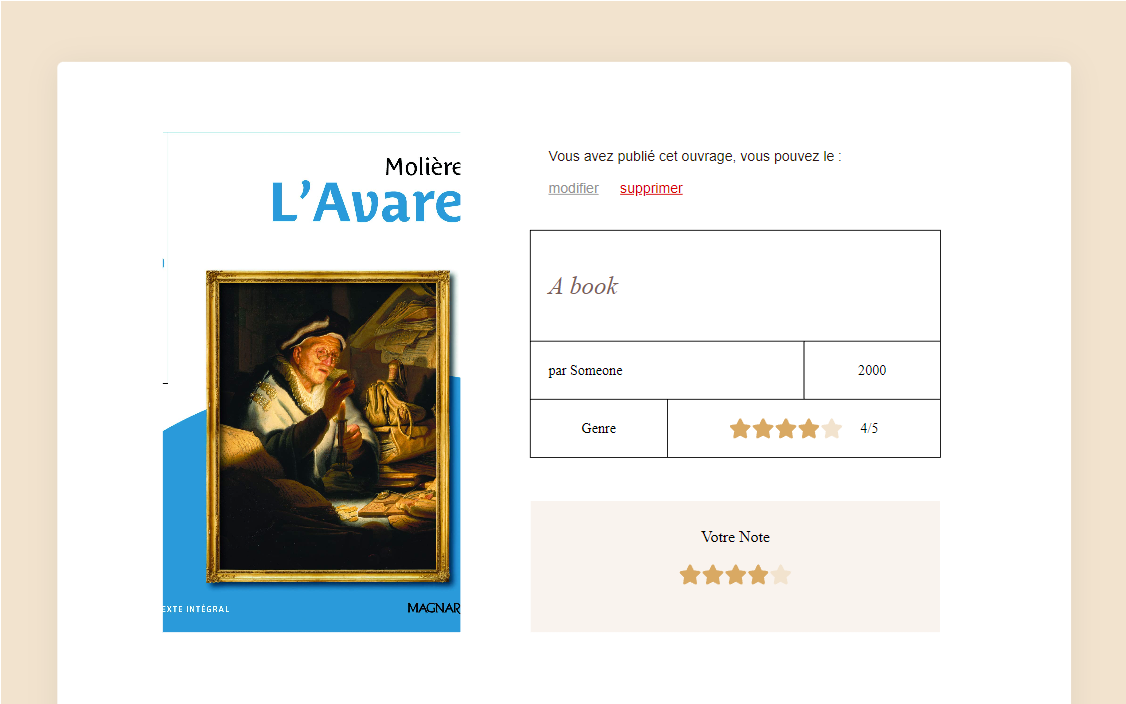 Molière
L'Avare
EXTE INTÉGRAL
MAGNAR
Vous avez publié cet ouvrage, vous pouvez le :
modifier supprimer
A book
par Someone 2000
Genre 4/5
Votre Note